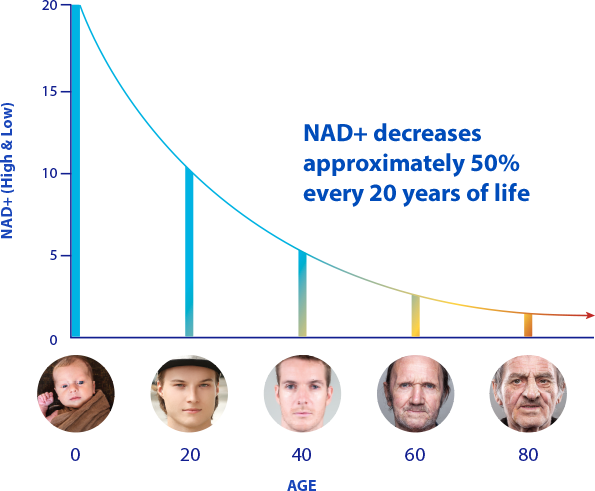 20
15
10
5
0
NAD+ (High & Low)
NAD+ decreases
approximately 50%
every 20 years of life
0
20
40
60
80
AGE